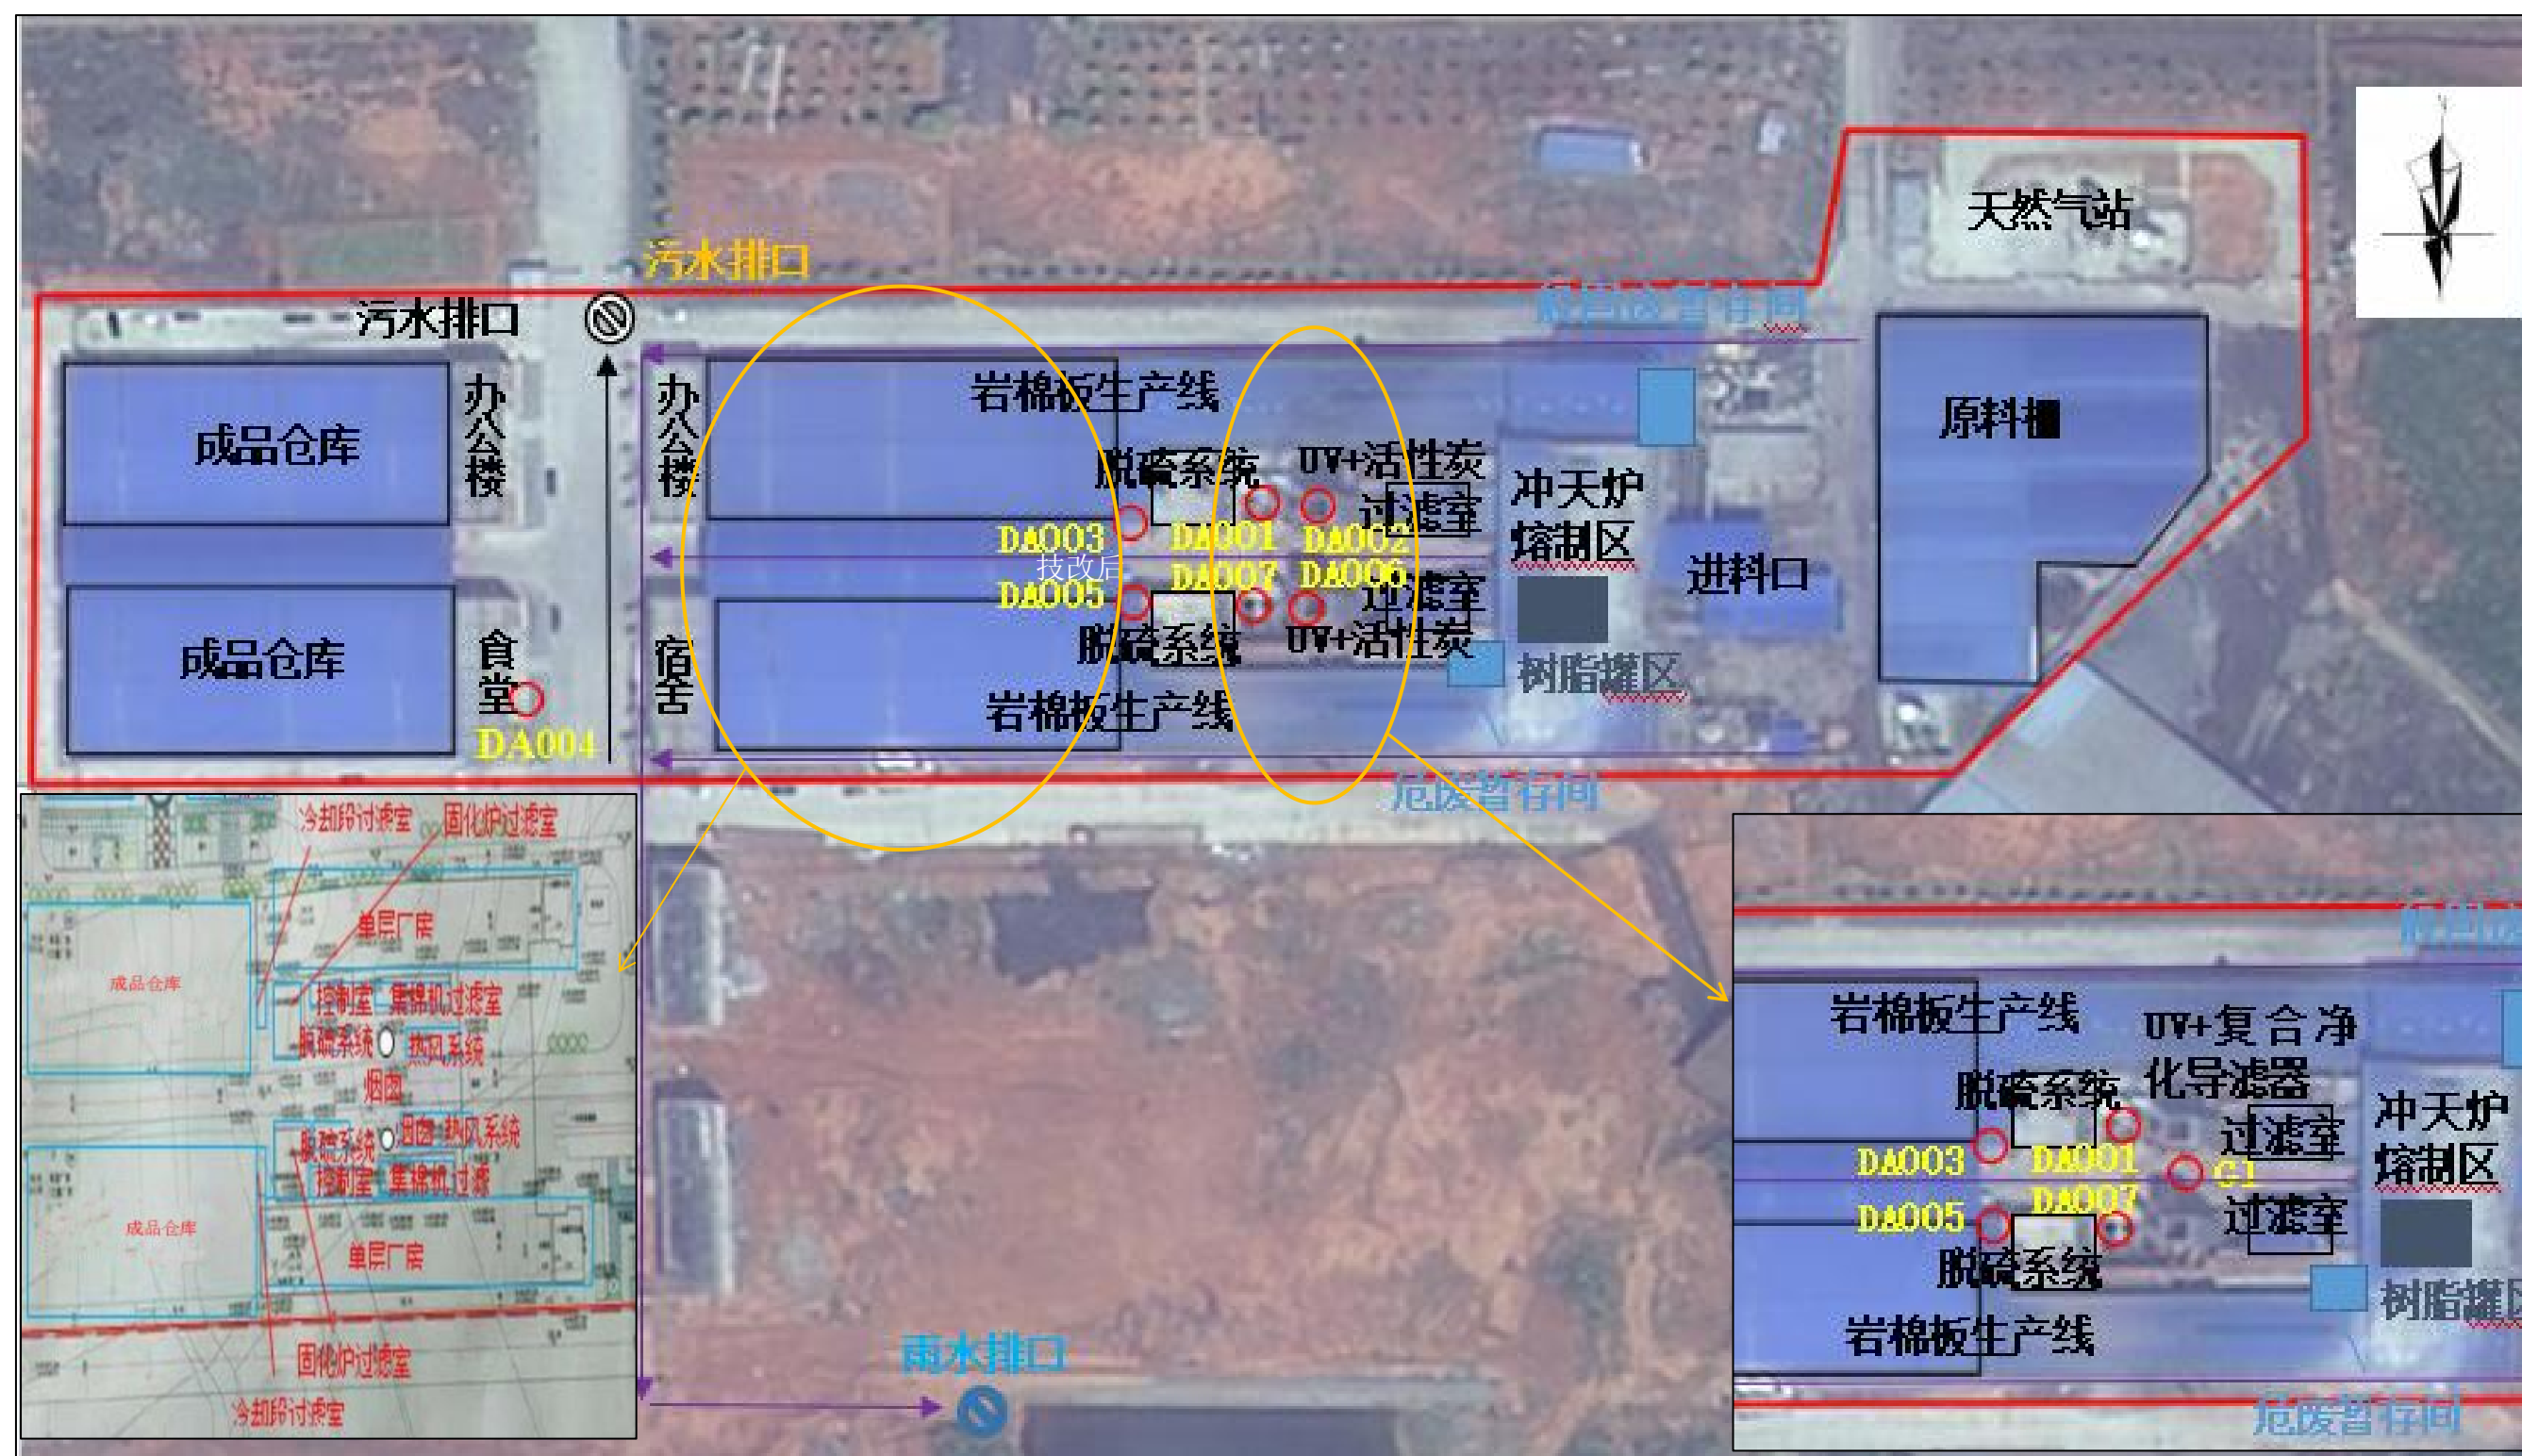 天然气站
污水排口
污水排口
办公楼
办公楼
岩棉板生产线
成品仓库
原料棚
脱硫系统
UV+活性炭
过滤室
冲天炉
熔制区
DA003
DA001
DA002
技改后
DA005
DA007
DA006
过滤室
进料口
脱硫系统
UV+活性炭
树脂罐区
成品仓库
食堂
宿舍
岩棉板生产线
DA004
危废暂存间
冷却段过滤室
固化炉过滤室
单层厂房
成品仓库
控制室
集棉机过滤室
脱硫系统
热风系统
烟囱
脱硫系统
烟囱
热风系统
控制室
集棉机过滤
成品仓库
单层厂房
固化炉过滤室
冷却段过滤室
雨水排口
岩棉板生产线
UV+复合净
化导滤器
脱硫系统
冲天炉
熔制区
过滤室
DA003
DA001
G1
DA005
DA007
过滤室
脱硫系统
树脂罐区
岩棉板生产线
危废暂存间